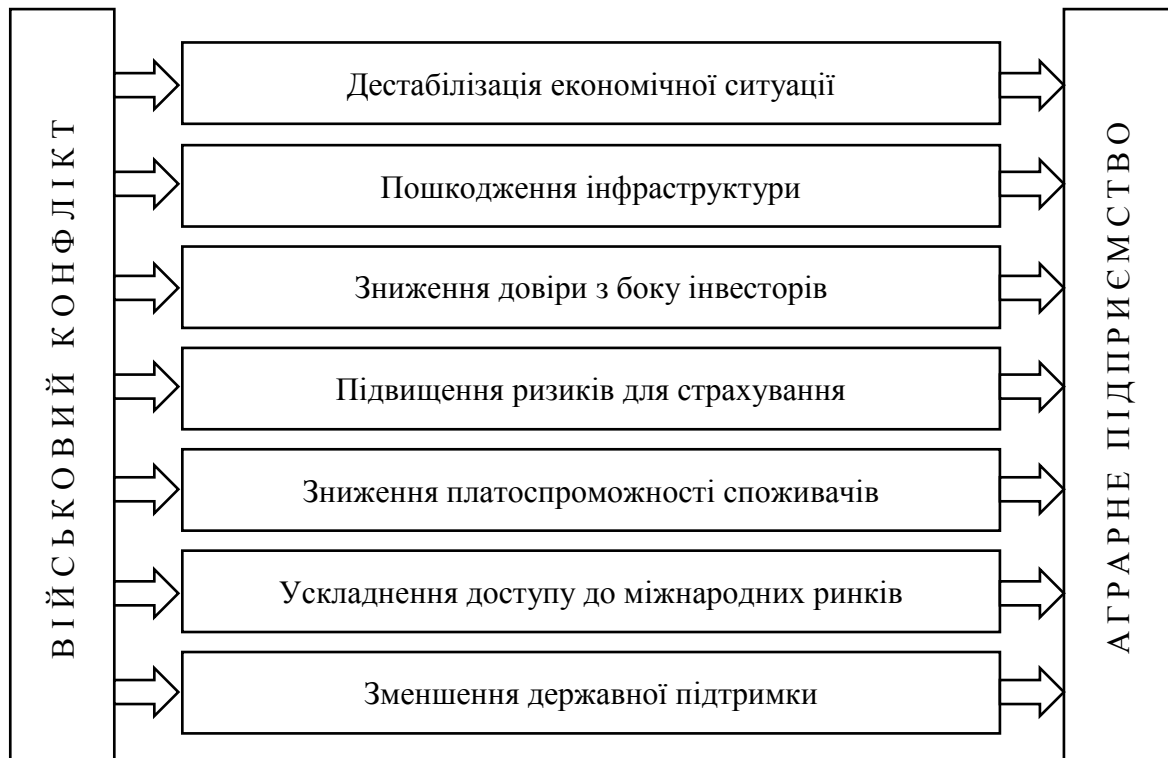 ВІЙСЬКОВИЙ КОНФЛІКТ
Дестабілізація економічної ситуації
Пошкодження інфраструктури
Зниження довіри з боку інвесторів
Підвищення ризиків для страхування
Зниження платоспроможності споживачів
Ускладнення доступу до міжнародних ринків
Зменшення державної підтримки
АГРАРНЕ ПІДПРИЄМСТВО